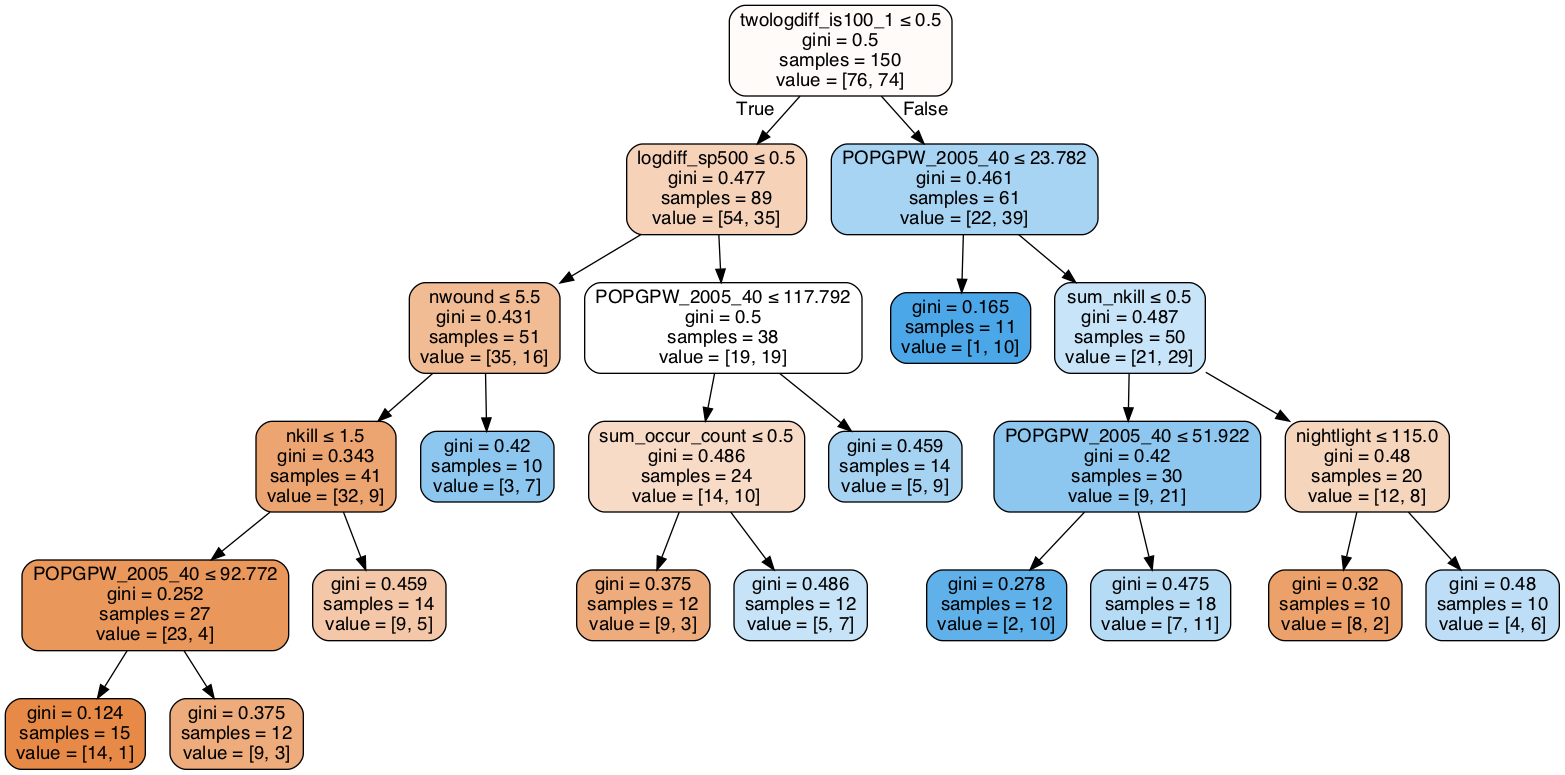 twologdiff_is100_1 ≤ 0.5
gini = 0.5
samples = 150
value = [76, 74]
True
False
logdiff_sp500 ≤ 0.5
gini = 0.477
samples = 89
value = [54, 35]
POPGPW_2005_40 ≤ 23.782
gini = 0.461
samples = 61
value = [22, 39]
nwound ≤ 5.5
gini = 0.431
samples = 51
value = [35, 16]
POPGPW_2005_40 ≤ 117.792
gini = 0.5
samples = 38
value = [19, 19]
gini = 0.165
samples = 11
value = [1, 10]
sum_nkill ≤ 0.5
gini = 0.487
samples = 50
value = [21, 29]
nkill ≤ 1.5
gini = 0.343
samples = 41
value = [32, 9]
gini = 0.42
samples = 10
value = [3, 7]
sum_occur_count ≤ 0.5
gini = 0.486
samples = 24
value = [14, 10]
gini = 0.459
samples = 14
value = [5, 9]
POPGPW_2005_40 ≤ 51.922
gini = 0.42
samples = 30
value = [9, 21]
nightlight ≤ 115.0
gini = 0.48
samples = 20
value = [12, 8]
POPGPW_2005_40 ≤ 92.772
gini = 0.252
samples = 27
value = [23, 4]
gini = 0.459
samples = 14
value = [9, 5]
gini = 0.375
samples = 12
value = [9, 3]
gini = 0.486
samples = 12
value = [5, 7]
gini = 0.278
samples = 12
value = [2, 10]
gini = 0.475
samples = 18
value = [7, 11]
gini = 0.32
samples = 10
value = [8, 2]
gini = 0.48
samples = 10
value = [4, 6]
gini = 0.124
samples = 15
value = [14, 1]
gini = 0.375
samples = 12
value = [9, 3]